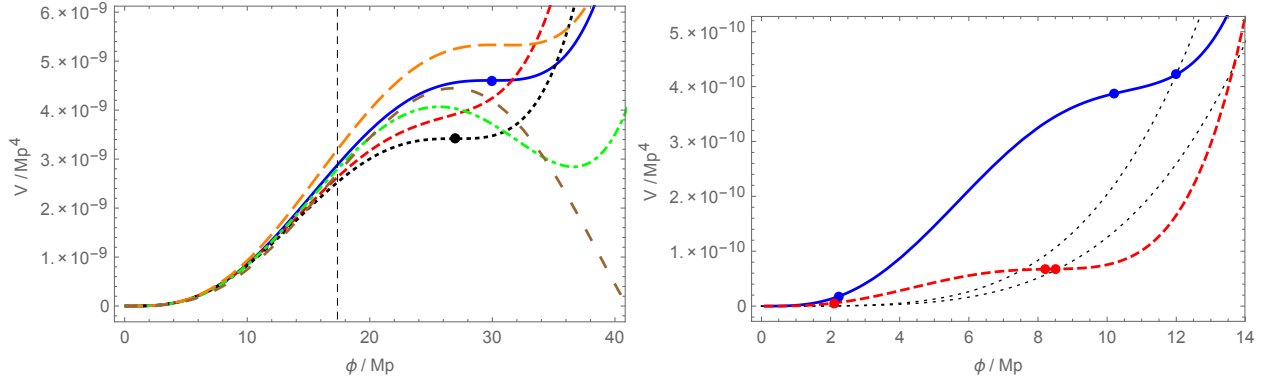 6. × 10⁻⁹
5. × 10⁻⁹
4. × 10⁻⁹
3. × 10⁻⁹
2. × 10⁻⁹
1. × 10⁻⁹
0
V / Mp⁴
0 10 20 30 40
ϕ / Mp
5. × 10⁻¹⁰
4. × 10⁻¹⁰
3. × 10⁻¹⁰
2. × 10⁻¹⁰
1. × 10⁻¹⁰
0
V / Mp⁴
0 2 4 6 8 10 12 14
ϕ / Mp